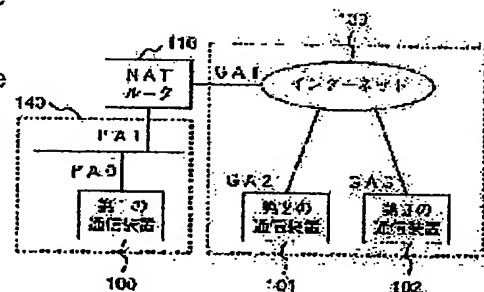 110
NAT
ルータ
GA1
インターネット
140
PA1
PA0
GA2
GA3
第1の
通信装置
第2の
通信装置
第3の
通信装置
100
101
102